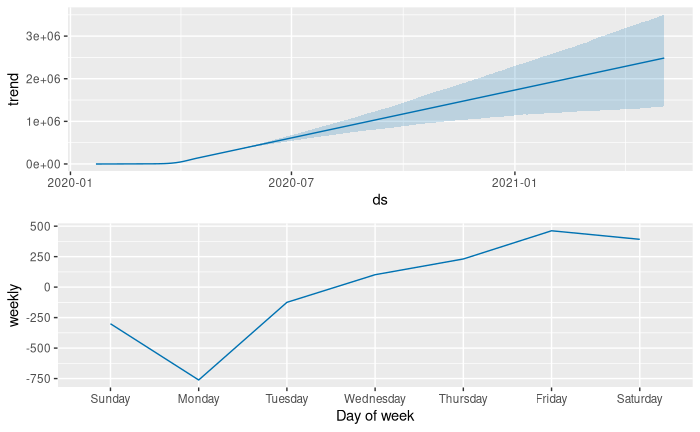 3e+06
2e+06
1e+06
0e+00
trend
2020-01 2020-07 2021-01
ds
500
250
0
-250
-500
-750
weekly
Sunday Monday Tuesday Wednesday Thursday Friday Saturday
Day of week